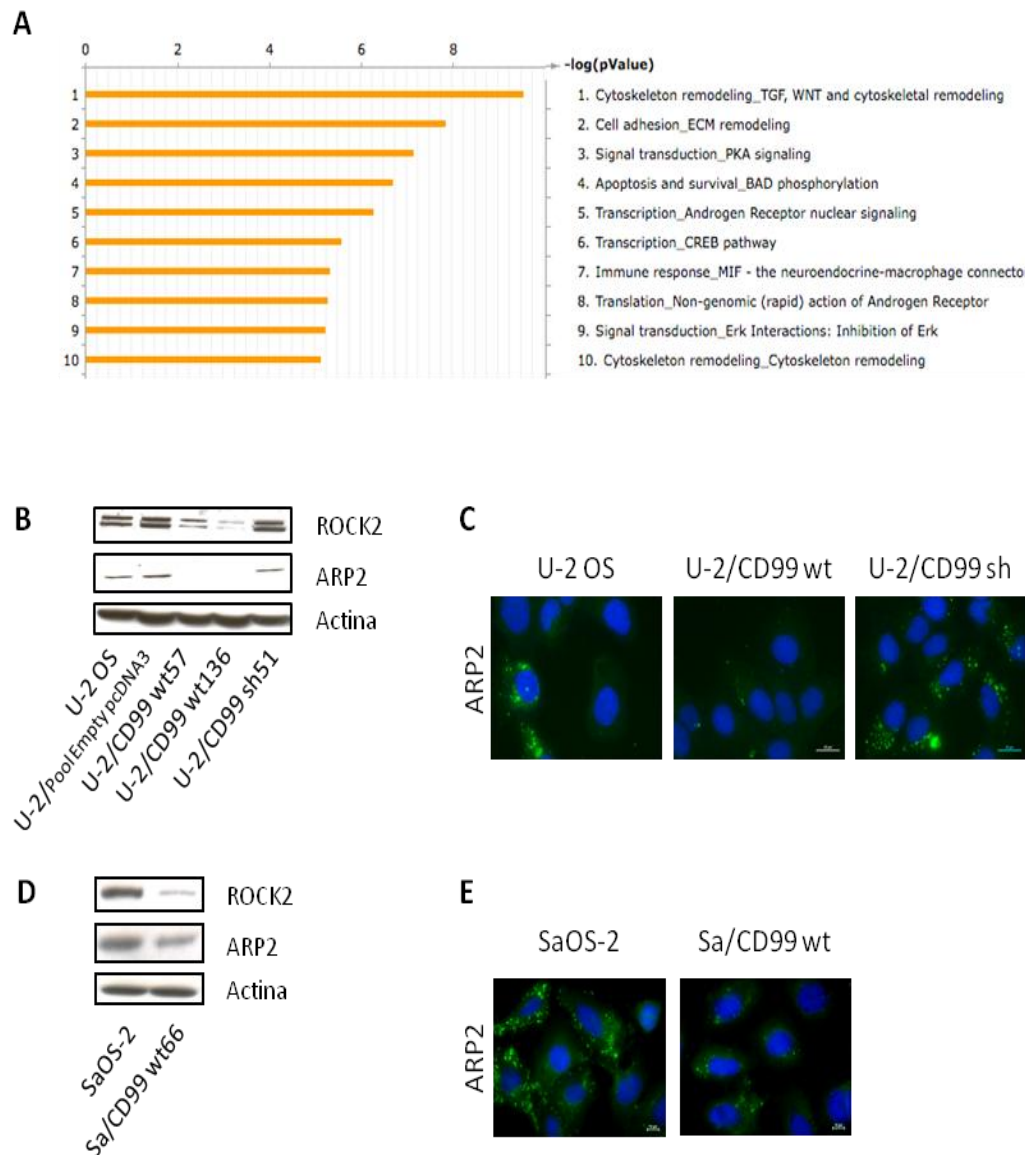 A
0 2 4 6 8
-log(pValue)
1
2
3
4
5
6
7
8
9
10
1. Cytoskeleton remodeling_TGF, WNT and cytoskeletal remodeling
2. Cell adhesion_ECM remodeling
3. Signal transduction_PKA signaling
4. Apoptosis and survival_BAD phosphorylation
5. Transcription_Androgen Receptor nuclear signaling
6. Transcription_CREB pathway
7. Immune response_MIF - the neuroendocrine-macrophage connecto
8. Translation_Non-genomic (rapid) action of Androgen Receptor
9. Signal transduction_Erk Interactions: Inhibition of Erk
10. Cytoskeleton remodeling_Cytoskeleton remodeling
B
ROCK2
ARP2
Actina
U-2 OS
U-2/Pool Empty pcDNA3
U-2/CD99 wt57
U-2/CD99 wt136
U-2/CD99 sh51
C
U-2 OS U-2/CD99 wt U-2/CD99 sh
ARP2
D
ROCK2
ARP2
Actina
SaOS-2
Sa/CD99 wt66
E
SaOS-2 Sa/CD99 wt
ARP2